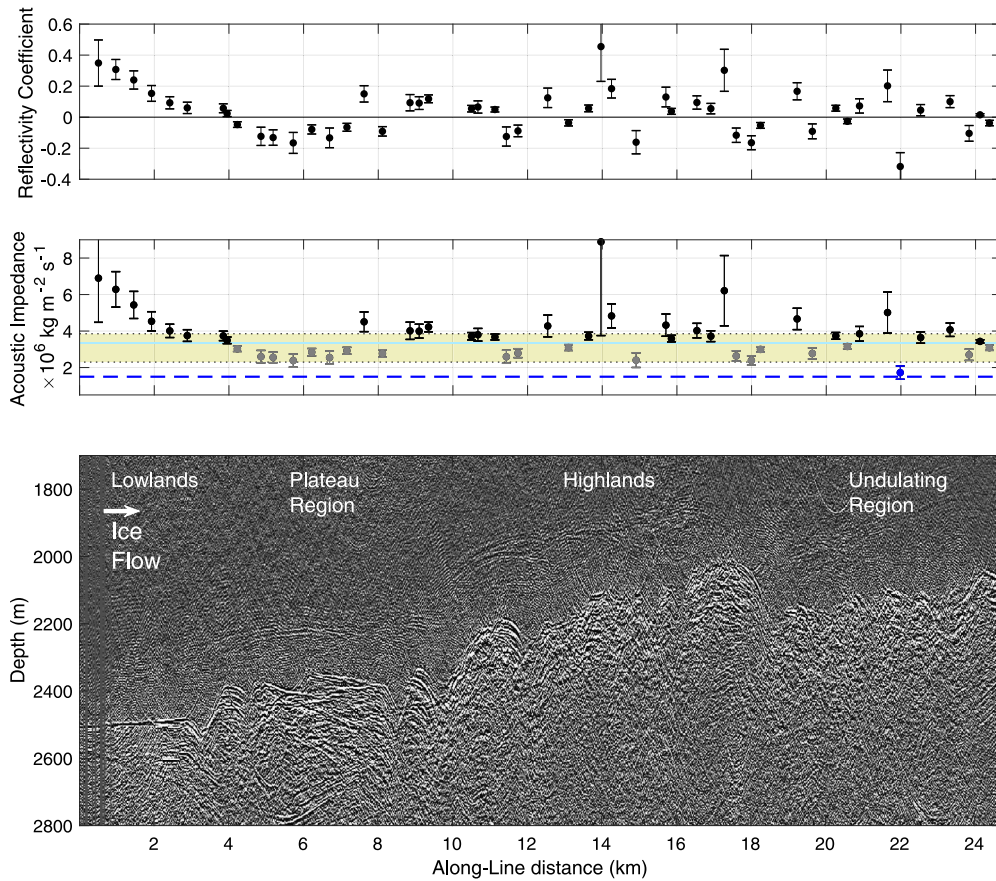 Reflectivity Coefficient
0.6
0.4
0.2
0
-0.2
-0.4
Acoustic Impedance
× 10⁶ kg m⁻² s⁻¹
8
6
4
2
Lowlands
Plateau
Region
Highlands
Undulating
Region
Ice
Flow
Depth (m)
1800
2000
2200
2400
2600
2800
2 4 6 8 10 12 14 16 18 20 22 24
Along-Line distance (km)